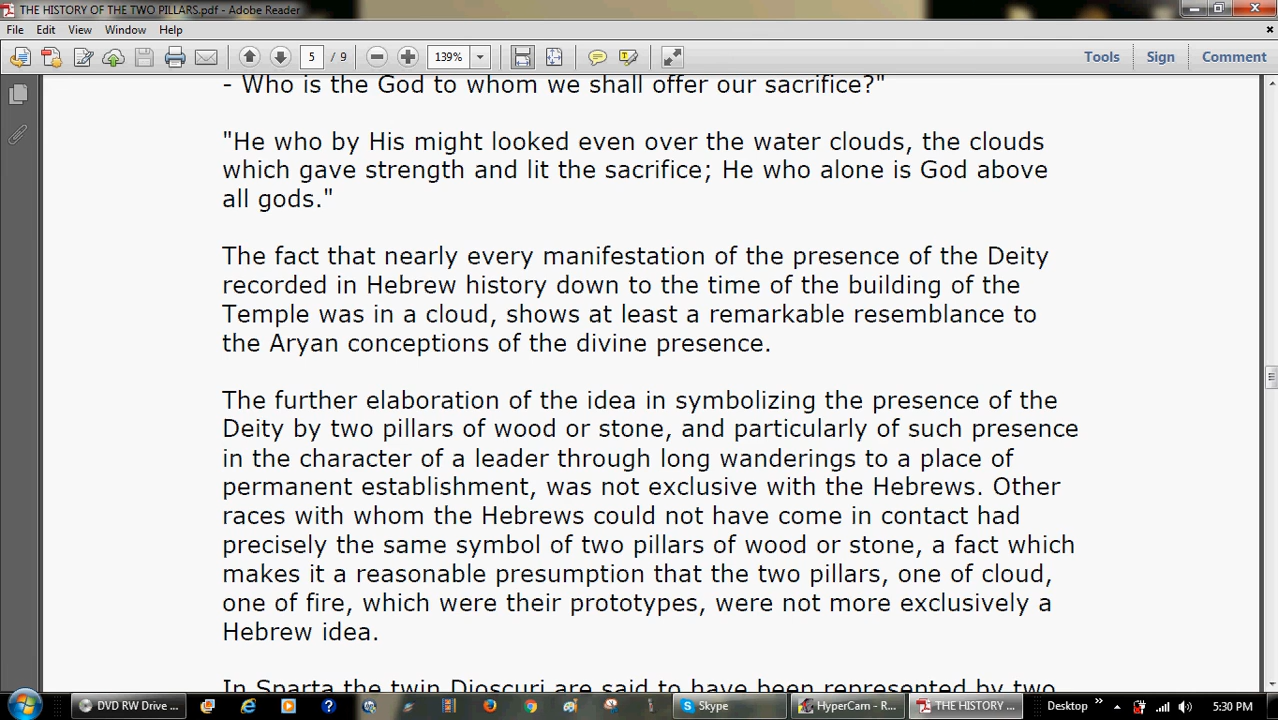 THE HISTORY OF THE TWO PILLARS.pdf - Adobe Reader
File Edit View Window Help
5 / 9 139% Tools Sign Comment
- Who is the God to whom we shall offer our sacrifice?"
"He who by His might looked even over the water clouds, the clouds
which gave strength and lit the sacrifice; He who alone is God above
all gods."
The fact that nearly every manifestation of the presence of the Deity
recorded in Hebrew history down to the time of the building of the
Temple was in a cloud, shows at least a remarkable resemblance to
the Aryan conceptions of the divine presence.
The further elaboration of the idea in symbolizing the presence of the
Deity by two pillars of wood or stone, and particularly of such presence
in the character of a leader through long wanderings to a place of
permanent establishment, was not exclusive with the Hebrews. Other
races with whom the Hebrews could not have come in contact had
precisely the same symbol of two pillars of wood or stone, a fact which
makes it a reasonable presumption that the two pillars, one of cloud,
one of fire, which were their prototypes, were not more exclusively a
Hebrew idea.
In Sparta the twin Dioscuri are said to have been represented by two
DVD RW Drive ... Skype HyperCam - R... THE HISTORY ... Desktop 5:30 PM